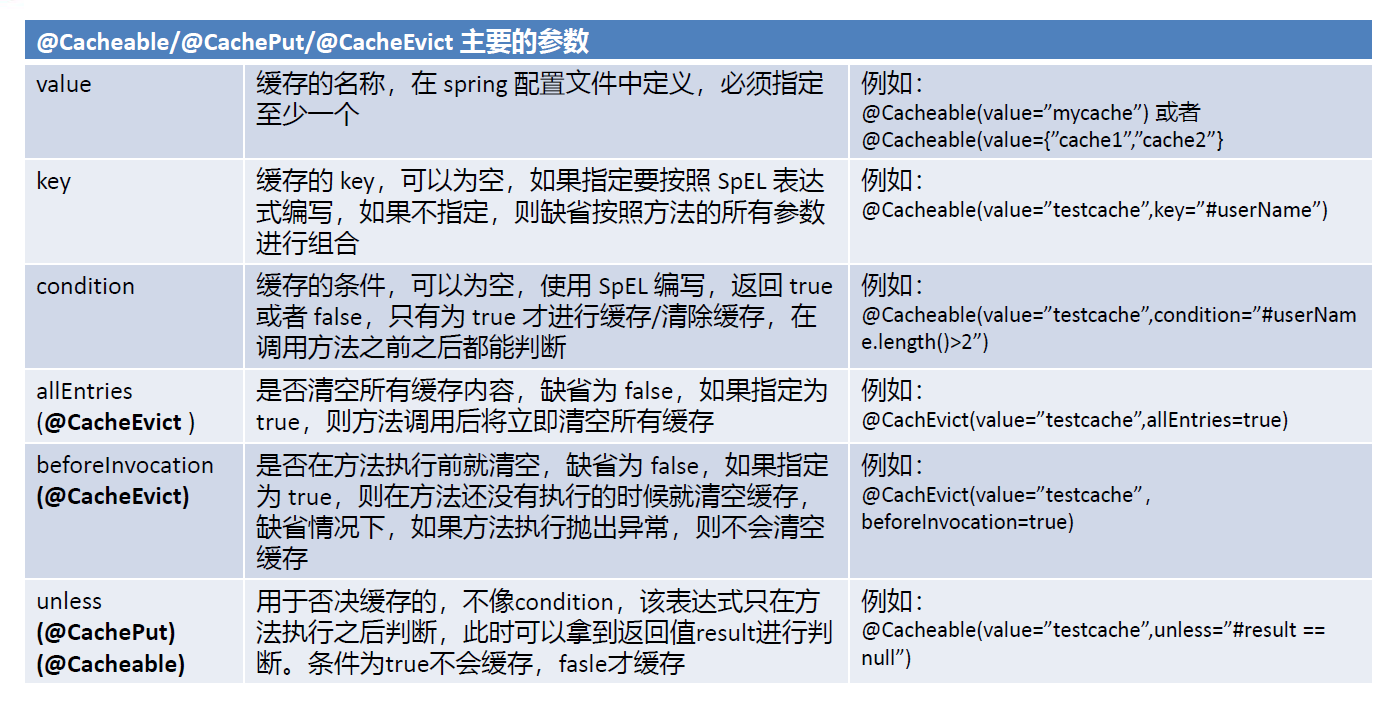 @Cacheable/@CachePut/@CacheEvict 主要的参数
value
缓存的名称，在 spring 配置文件中定义，必须指定
至少一个
例如：
@Cacheable(value=”mycache”) 或者
@Cacheable(value={”cache1”,”cache2”}
key
缓存的 key，可以为空，如果指定要按照 SpEL 表达
式编写，如果不指定，则缺省按照方法的所有参数
进行组合
例如：
@Cacheable(value=”testcache”,key=”#userName”)
condition
缓存的条件，可以为空，使用 SpEL 编写，返回 true
或者 false，只有为 true 才进行缓存/清除缓存，在
调用方法之前之后都能判断
例如：
@Cacheable(value=”testcache”,condition=”#userNam
e.length()>2”)
allEntries
(@CacheEvict )
是否清空所有缓存内容，缺省为 false，如果指定为
true，则方法调用后将立即清空所有缓存
例如：
@CachEvict(value=”testcache”,allEntries=true)
beforeInvocation
(@CacheEvict)
是否在方法执行前就清空，缺省为 false，如果指定
为 true，则在方法还没有执行的时候就清空缓存，
缺省情况下，如果方法执行抛出异常，则不会清空
缓存
例如：
@CachEvict(value=”testcache”，
beforeInvocation=true)
unless
(@CachePut)
(@Cacheable)
用于否决缓存的，不像condition，该表达式只在方
法执行之后判断，此时可以拿到返回值result进行判
断。条件为true不会缓存，fasle才缓存
例如：
@Cacheable(value=”testcache”,unless=”#result ==
null”)